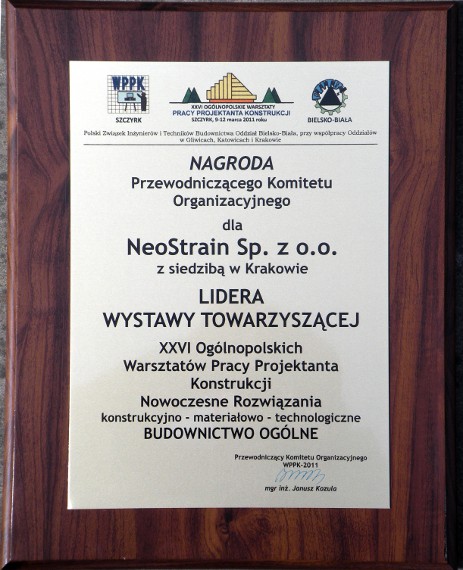 WPPK
SZCZYRK
XXVI OGÓLNOPOLSKIE WARSZTATY
PRACY PROJEKTANTA KONSTRUKCJI
SZCZYRK, 9-12 marca 2011 roku
BIELSKO-BIAŁA
Polski Związek Inżynierów i Techników Budownictwa Oddział Bielsko-Biała, przy współpracy Oddziałów
w Gliwicach, Katowicach i Krakowie
NAGRODA
Przewodniczącego Komitetu
Organizacyjnego
dla
NeoStrain Sp. z o.o.
z siedzibą w Krakowie
LIDERA
WYSTAWY TOWARZYSZĄCEJ
XXVI Ogólnopolskich
Warsztatów Pracy Projektanta
Konstrukcji
Nowoczesne Rozwiązania
konstrukcyjno - materiałowo - technologiczne
BUDOWNICTWO OGÓLNE
Przewodniczący Komitetu Organizacyjnego
WPPK-2011
mgr inż. Janusz Kozula